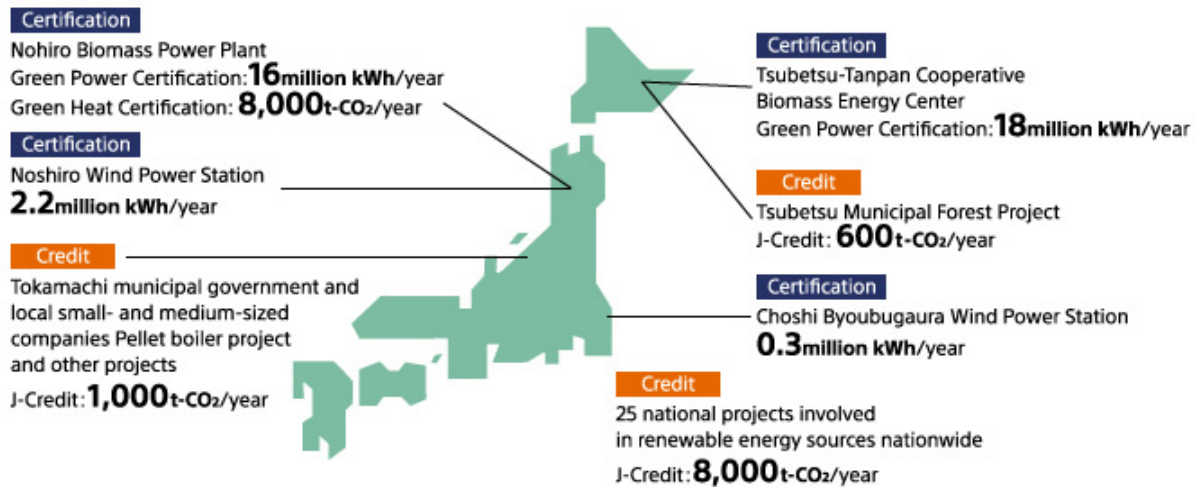 Certification
Nohiro Biomass Power Plant
Green Power Certification: 16million kWh/year
Green Heat Certification: 8,000t-CO₂/year
Certification
Noshiro Wind Power Station
2.2million kWh/year
Credit
Tokamachi municipal government and
local small- and medium-sized
companies Pellet boiler project
and other projects
J-Credit: 1,000t-CO₂/year
Certification
Tsubetsu-Tanpan Cooperative
Biomass Energy Center
Green Power Certification: 18million kWh/year
Credit
Tsubetsu Municipal Forest Project
J-Credit: 600t-CO₂/year
Certification
Choshi Byoubugaura Wind Power Station
0.3million kWh/year
Credit
25 national projects involved
in renewable energy sources nationwide
J-Credit: 8,000t-CO₂/year